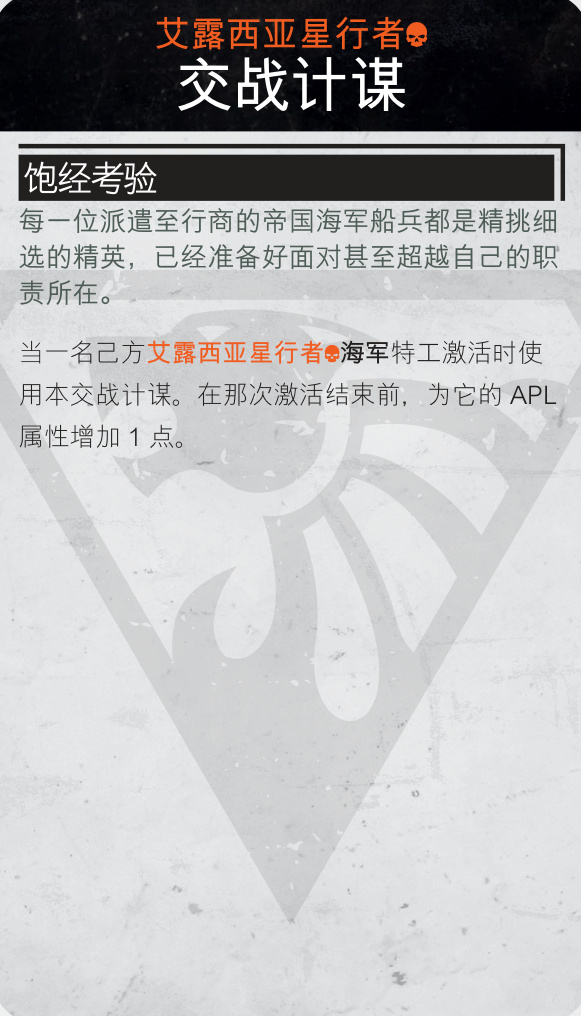 艾露西亚星行者
交战计谋
饱经考验
每一位派遣至行商的帝国海军船兵都是精挑细
选的精英，已经准备好面对甚至超越自己的职
责所在。
当一名己方艾露西亚星行者海军特工激活时使
用本交战计谋。在那次激活结束前，为它的 APL
属性增加 1 点。